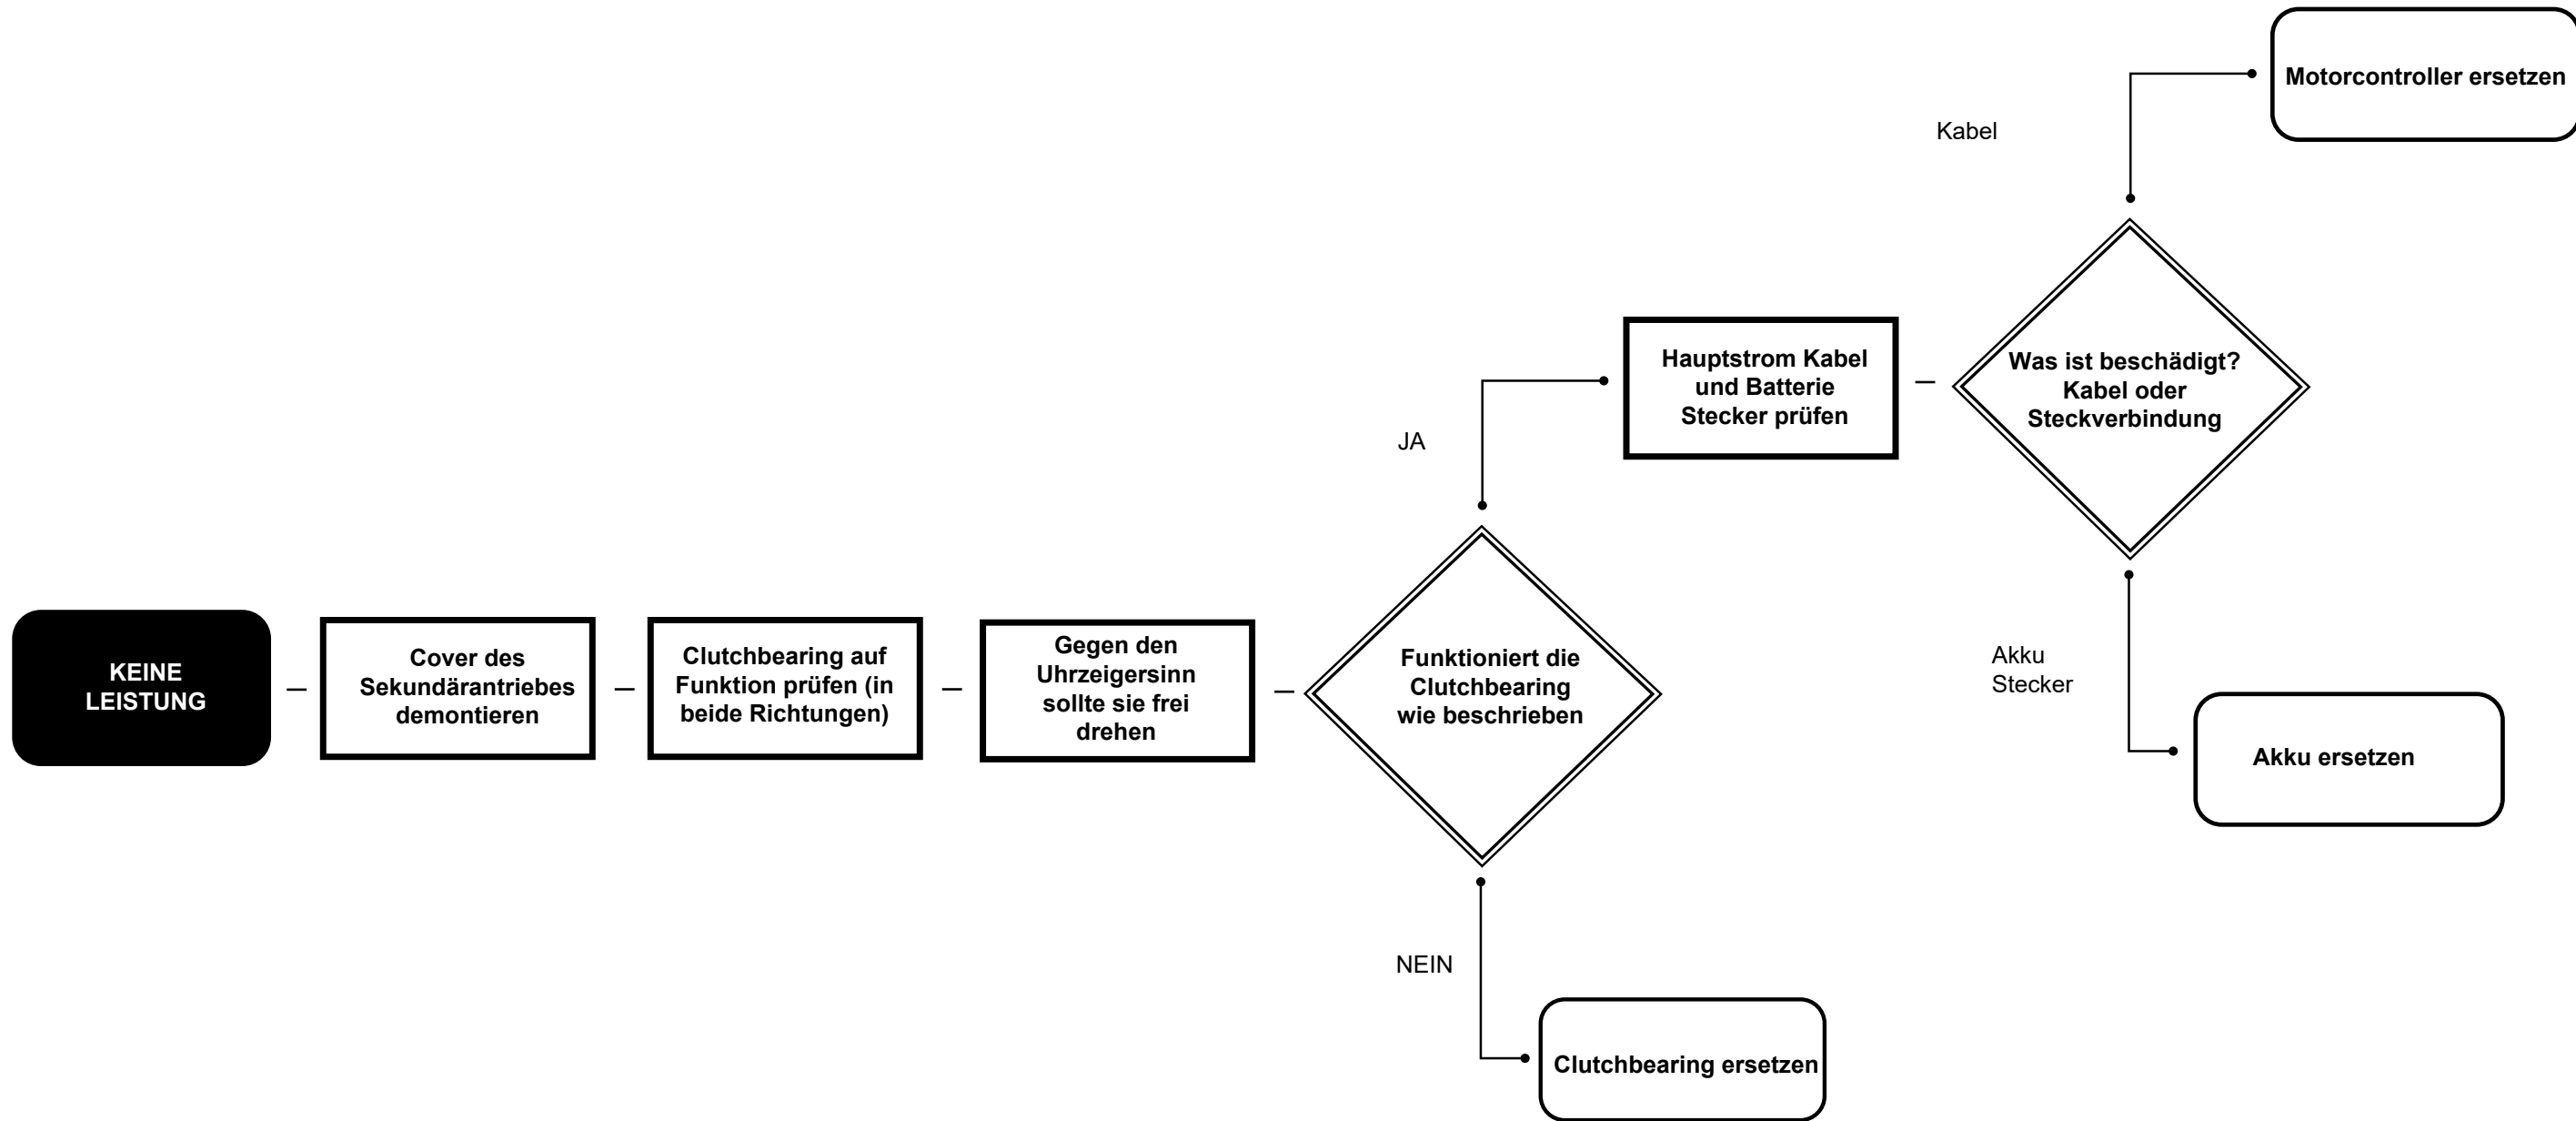 KEINE
LEISTUNG
Cover des
Sekundärantriebes
demontieren
Clutchbearing auf
Funktion prüfen (in
beide Richtungen)
Gegen den
Uhrzeigersinn
sollte sie frei
drehen
Funktioniert die
Clutchbearing
wie beschrieben
JA
Hauptstrom Kabel
und Batterie
Stecker prüfen
Was ist beschädigt?
Kabel oder
Steckverbindung
Kabel
Motorcontroller ersetzen
Akku
Stecker
Akku ersetzen
NEIN
Clutchbearing ersetzen